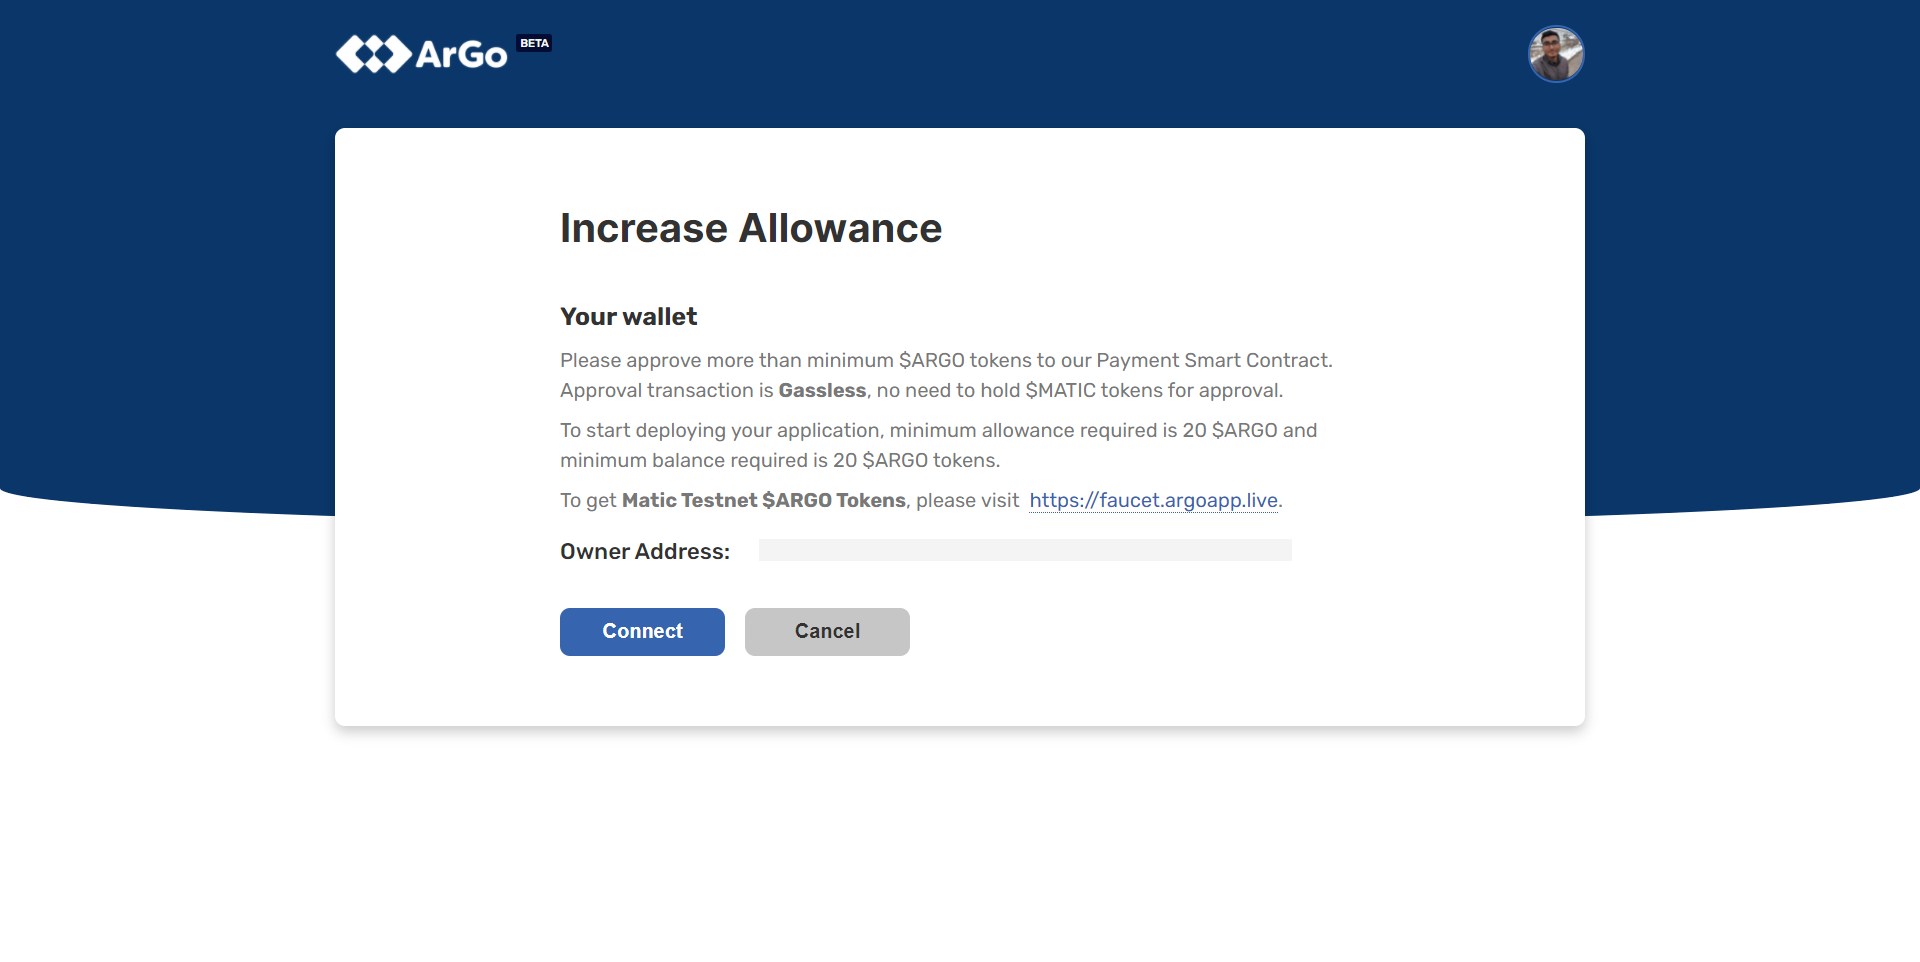 ArGo BETA
Increase Allowance
Your wallet
Please approve more than minimum $ARGO tokens to our Payment Smart Contract.
Approval transaction is Gassless, no need to hold $MATIC tokens for approval.
To start deploying your application, minimum allowance required is 20 $ARGO and
minimum balance required is 20 $ARGO tokens.
To get Matic Testnet $ARGO Tokens, please visit https://faucet.argoapp.live.
Owner Address:
Connect Cancel